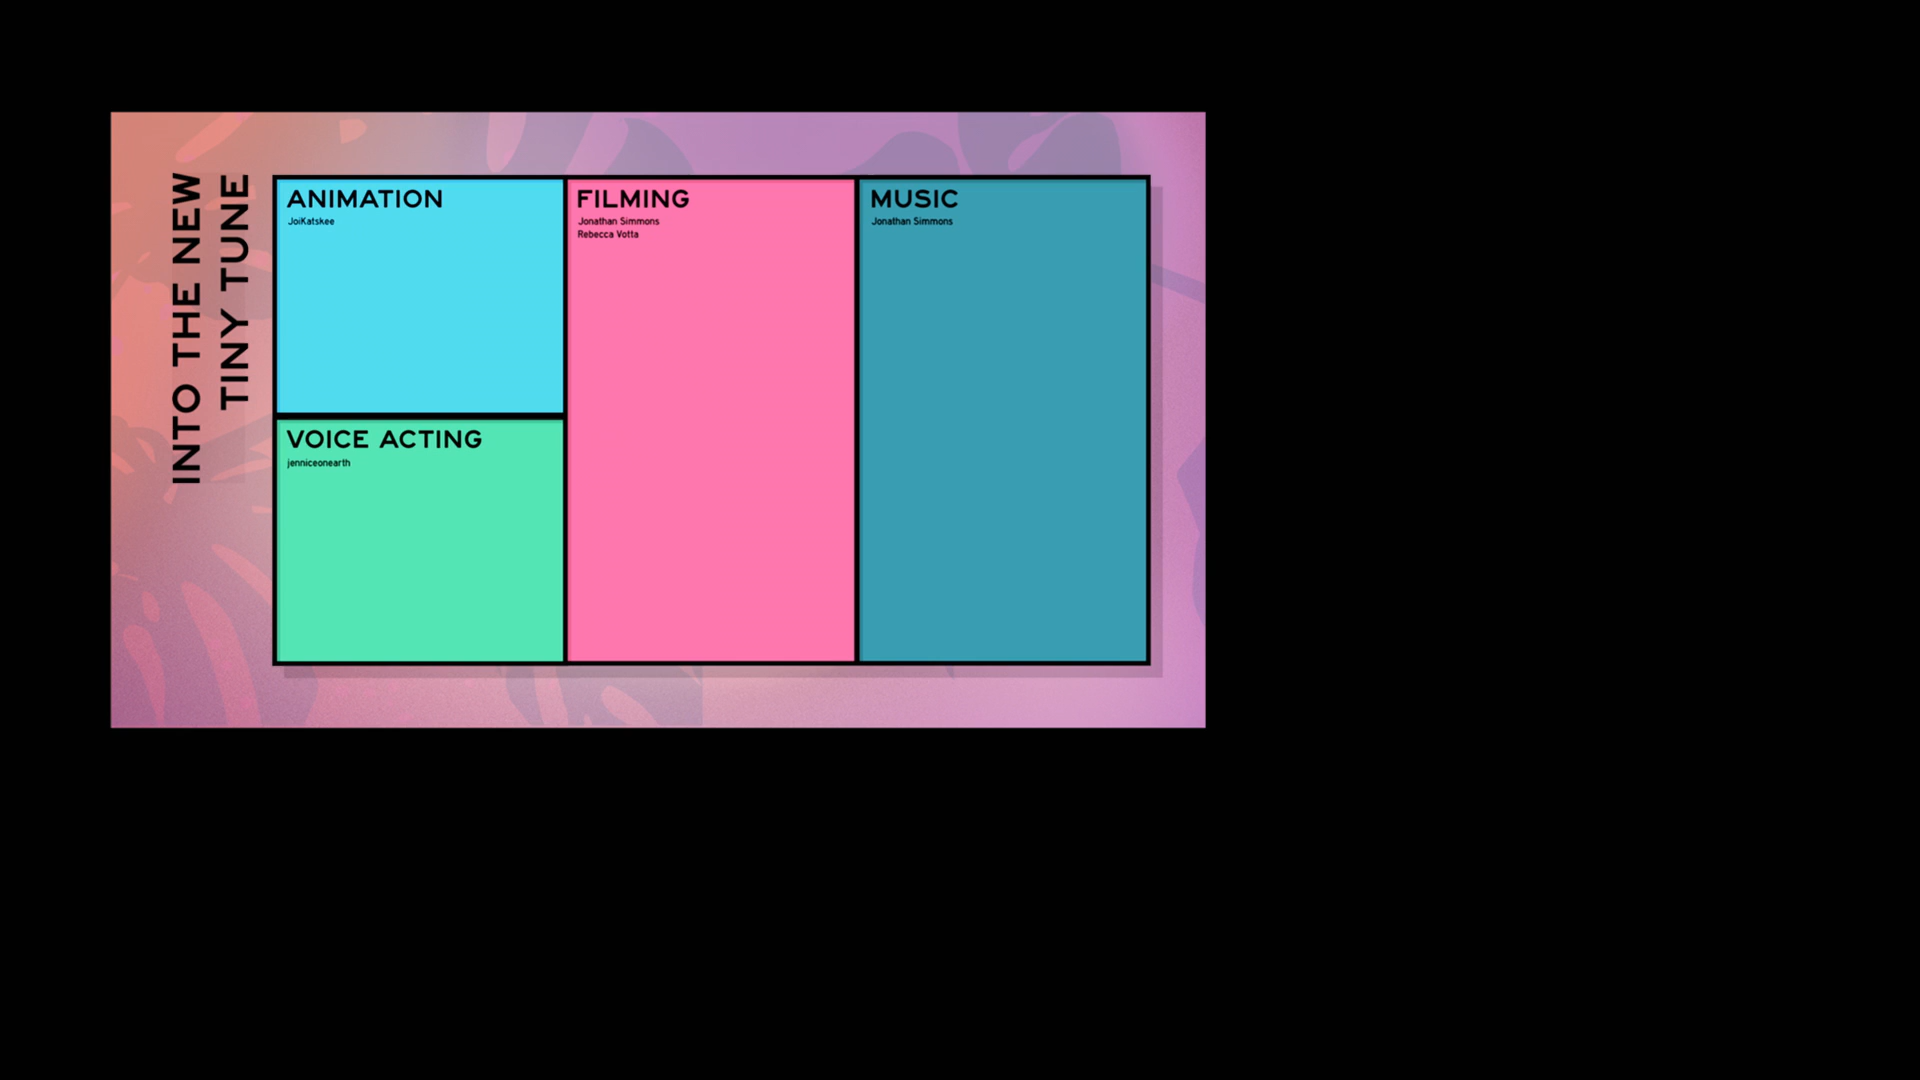 INTO THE NEW
TINY TUNE
ANIMATION
JoiKatskee
VOICE ACTING
jenniceonearth
FILMING
Jonathan Simmons
Rebecca Votta
MUSIC
Jonathan Simmons